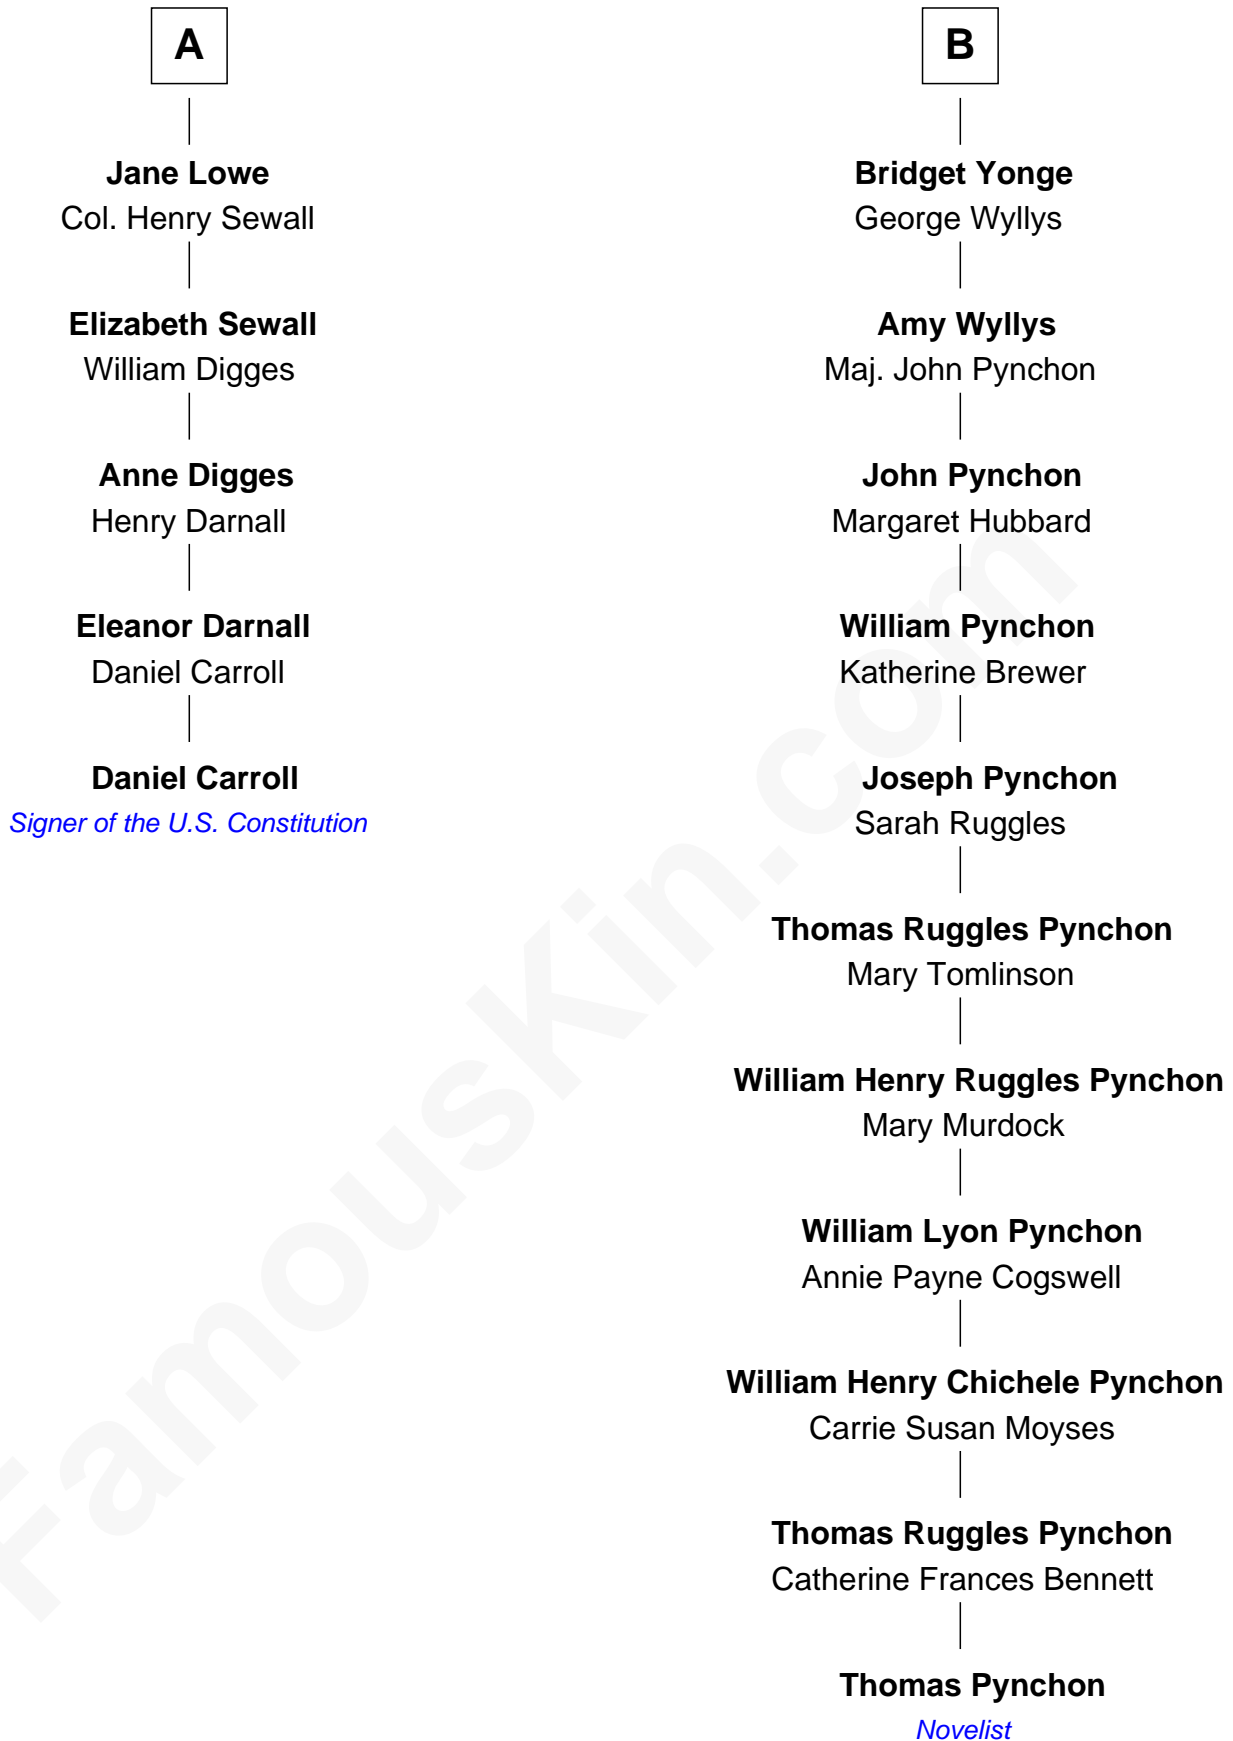 A
Jane Lowe
Col. Henry Sewall
Elizabeth Sewall
William Digges
Anne Digges
Henry Darnall
Eleanor Darnall
Daniel Carroll
Daniel Carroll
Signer of the U.S. Constitution
B
Bridget Yonge
George Wyllys
Amy Wyllys
Maj. John Pynchon
John Pynchon
Margaret Hubbard
William Pynchon
Katherine Brewer
Joseph Pynchon
Sarah Ruggles
Thomas Ruggles Pynchon
Mary Tomlinson
William Henry Ruggles Pynchon
Mary Murdock
William Lyon Pynchon
Annie Payne Cogswell
William Henry Chichele Pynchon
Carrie Susan Moyses
Thomas Ruggles Pynchon
Catherine Frances Bennett
Thomas Pynchon
Novelist
FamousKin.com